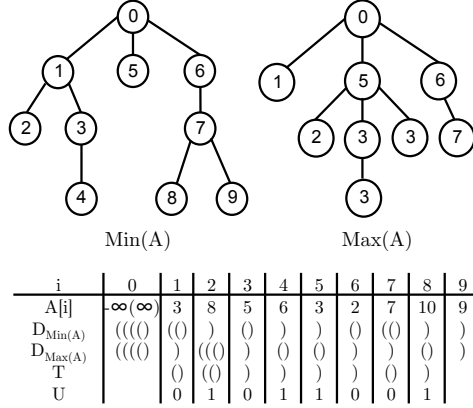 0
1 5 6
2 3 7
4 8 9
Min(A)
0
1 5 6
2 3 3 7
3
Max(A)
i 0 1 2 3 4 5 6 7 8 9
A[i] -∞(∞) 3 8 5 6 3 2 7 10 9
D_Min(A) (((() (() ) () ) ) () (() ) )
D_Max(A) (((() ) ((() ) () () ) ) () )
T () (() ) ) ) () () )
U 0 1 0 1 1 0 0 1